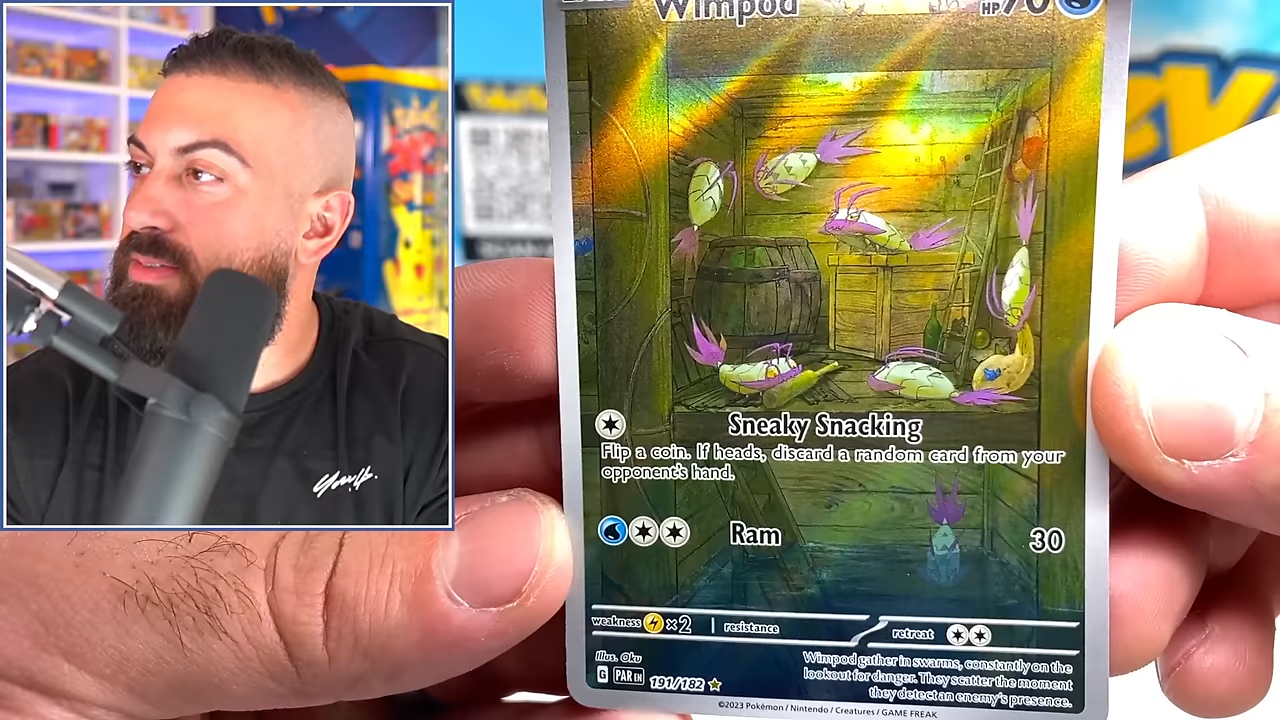 Wimpod
HP 70
Sneaky Snacking
Flip a coin. If heads, discard a random card from your
opponent's hand.
Ram 30
weakness ×2 resistance
retreat
Illus. Oku
G PAR EN 191/182
Wimpod gather in swarms, constantly on the
lookout for danger. They scatter the moment
they detect an enemy's presence.
©2023 Pokémon / Nintendo / Creatures / GAME FREAK